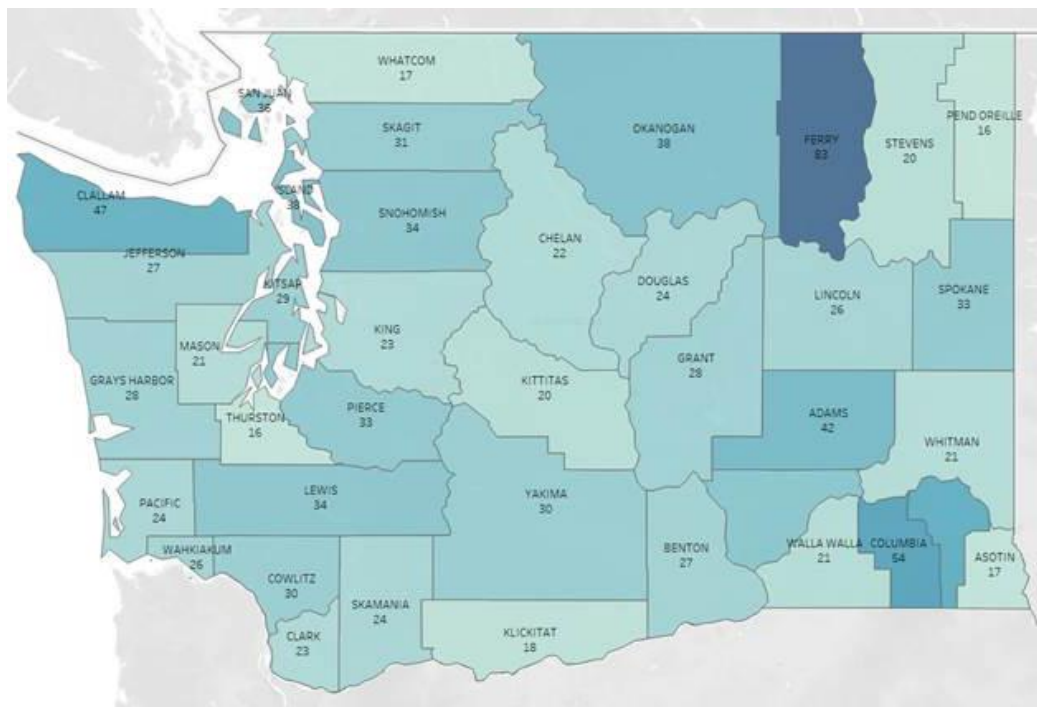 WHATCOM
17
SAN JUAN
36
SKAGIT
31
OKANOGAN
38
FERRY
83
STEVENS
20
PEND OREILLE
16
CLALLAM
47
ISLAND
38
SNOHOMISH
34
JEFFERSON
27
KITSAP
29
CHELAN
22
DOUGLAS
24
LINCOLN
26
SPOKANE
33
MASON
21
KING
23
GRAYS HARBOR
28
KITTITAS
20
GRANT
28
THURSTON
16
PIERCE
33
ADAMS
42
WHITMAN
21
PACIFIC
24
LEWIS
34
YAKIMA
30
WAHKIAKUM
26
COWLITZ
30
BENTON
27
WALLA WALLA
21
COLUMBIA
54
ASOTIN
17
SKAMANIA
24
CLARK
23
KLICKITAT
18